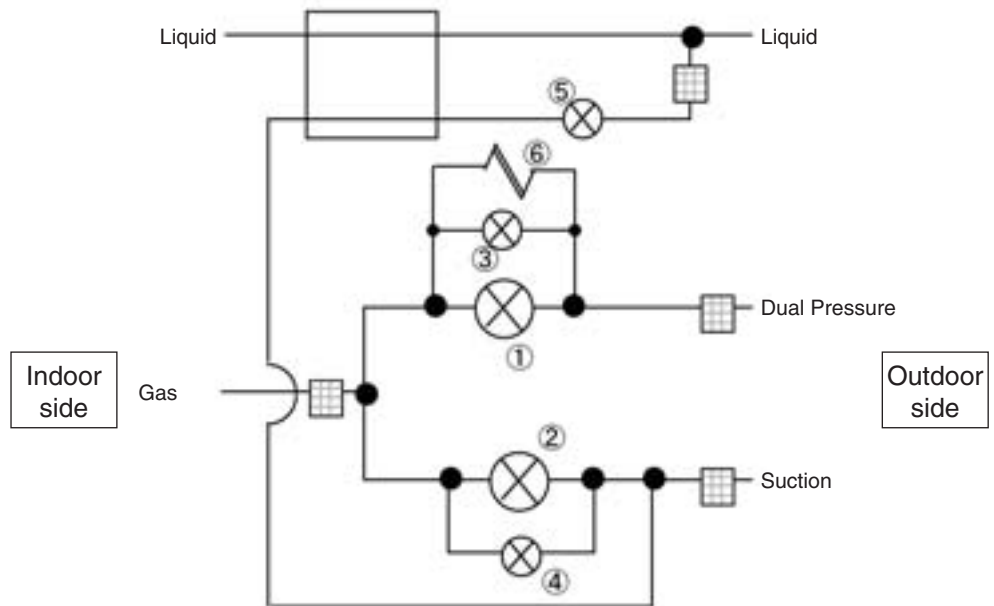 Liquid
Liquid
⑤
⑥
③
Dual Pressure
①
Indoor
side
Gas
Outdoor
side
②
Suction
④